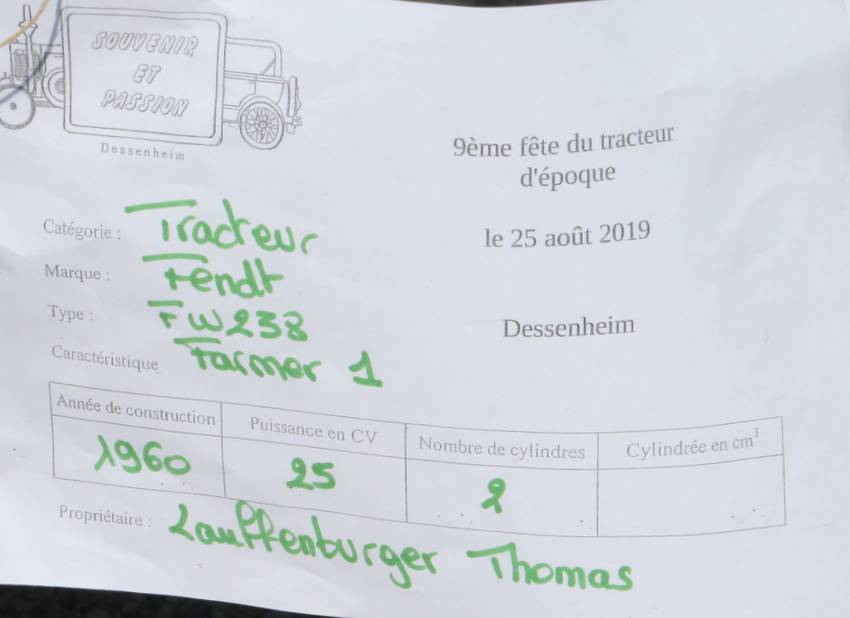 SOUVENIR
ET
PASSION
Dessenheim
9ème fête du tracteur
d'époque
le 25 août 2019
Dessenheim
Catégorie : Tracteur
Marque : Fendt
Type : FW238
Caractéristique Farmer 1
Année de construction Puissance en CV Nombre de cylindres Cylindrée en cm³
1960 25 2
Propriétaire : Lauffenburger Thomas